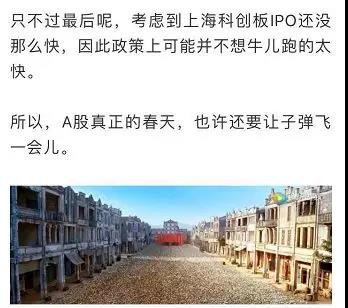 只不过最后呢，考虑到上海科创板IPO还没
那么快，因此政策上可能并不想牛儿跑的太
快。
所以，A股真正的春天，也许还要让子弹飞
一会儿。